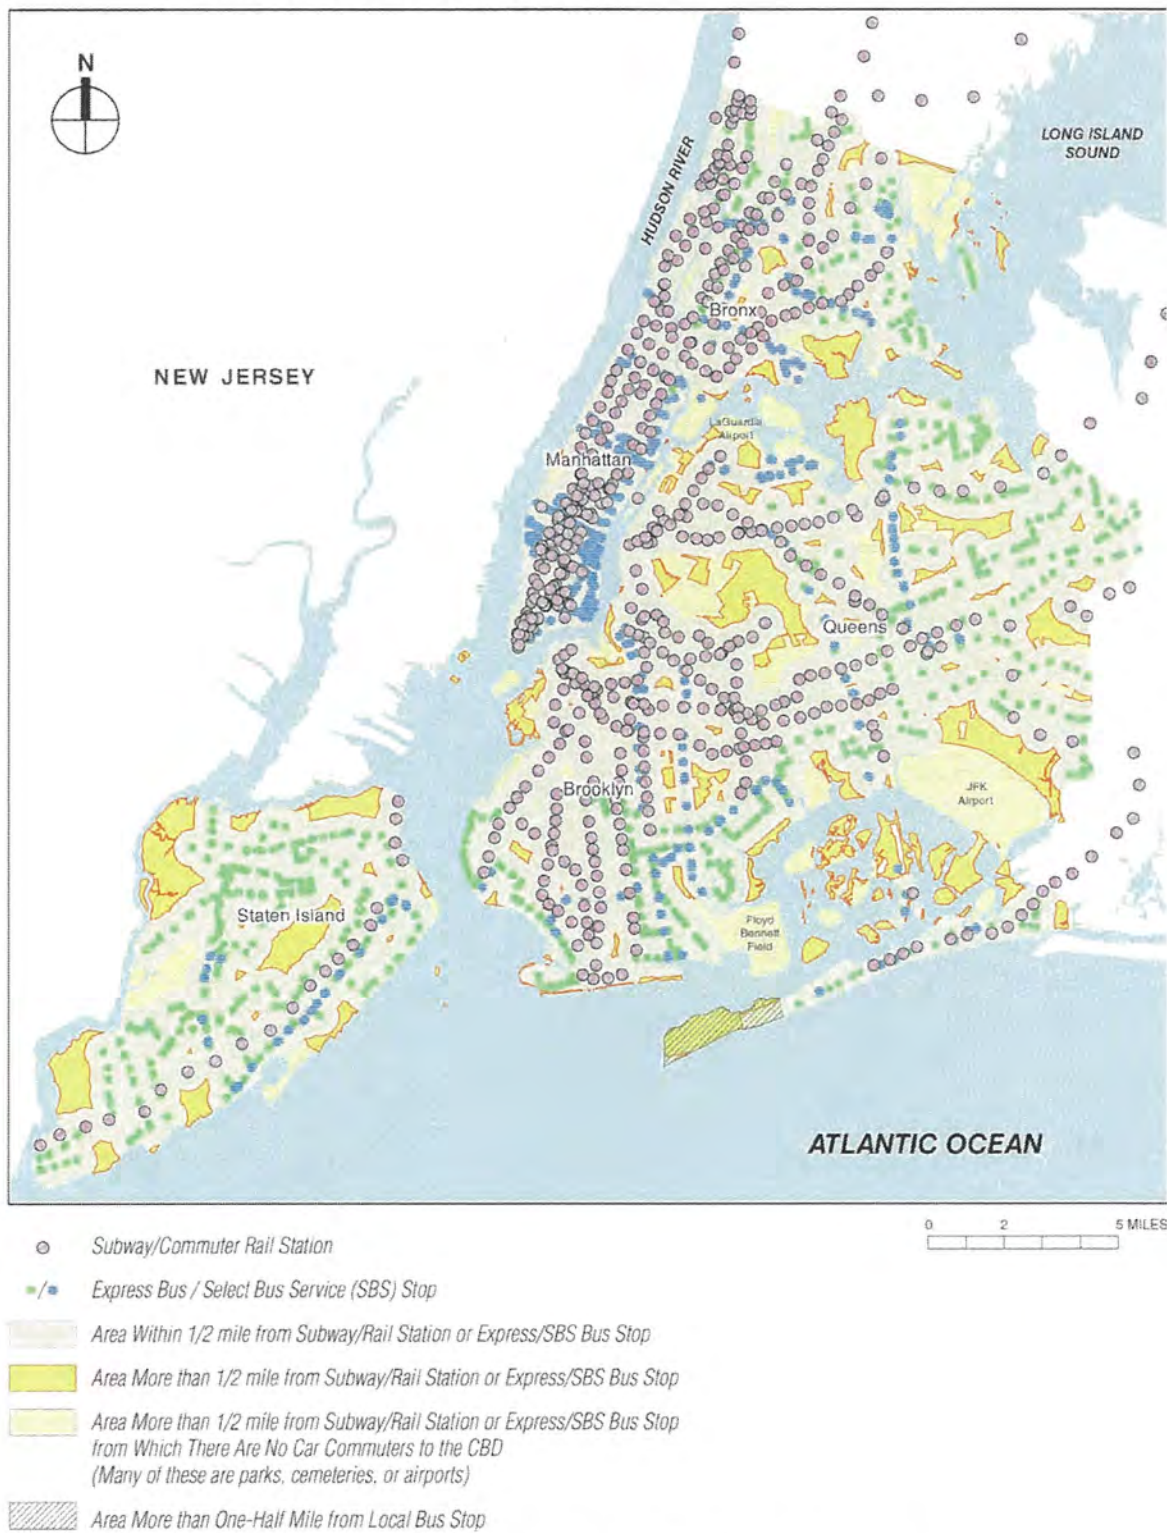 N
LONG ISLAND
SOUND
HUDSON RIVER
Bronx
NEW JERSEY
LaGuardia
Airport
Manhattan
Queens
Brooklyn
JFK
Airport
Staten Island
Floyd
Bennett
Field
ATLANTIC OCEAN
0 2 5 MILES
Subway/Commuter Rail Station
Express Bus / Select Bus Service (SBS) Stop
Area Within 1/2 mile from Subway/Rail Station or Express/SBS Bus Stop
Area More than 1/2 mile from Subway/Rail Station or Express/SBS Bus Stop
Area More than 1/2 mile from Subway/Rail Station or Express/SBS Bus Stop
from Which There Are No Car Commuters to the CBD
(Many of these are parks, cemeteries, or airports)
Area More than One-Half Mile from Local Bus Stop